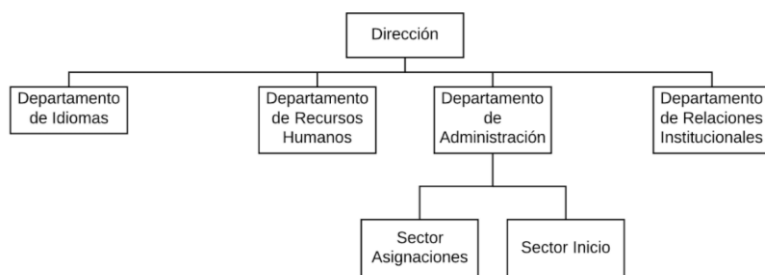 Dirección
Departamento
de Idiomas
Departamento
de Recursos
Humanos
Departamento
de
Administración
Departamento
de Relaciones
Institucionales
Sector
Asignaciones
Sector Inicio